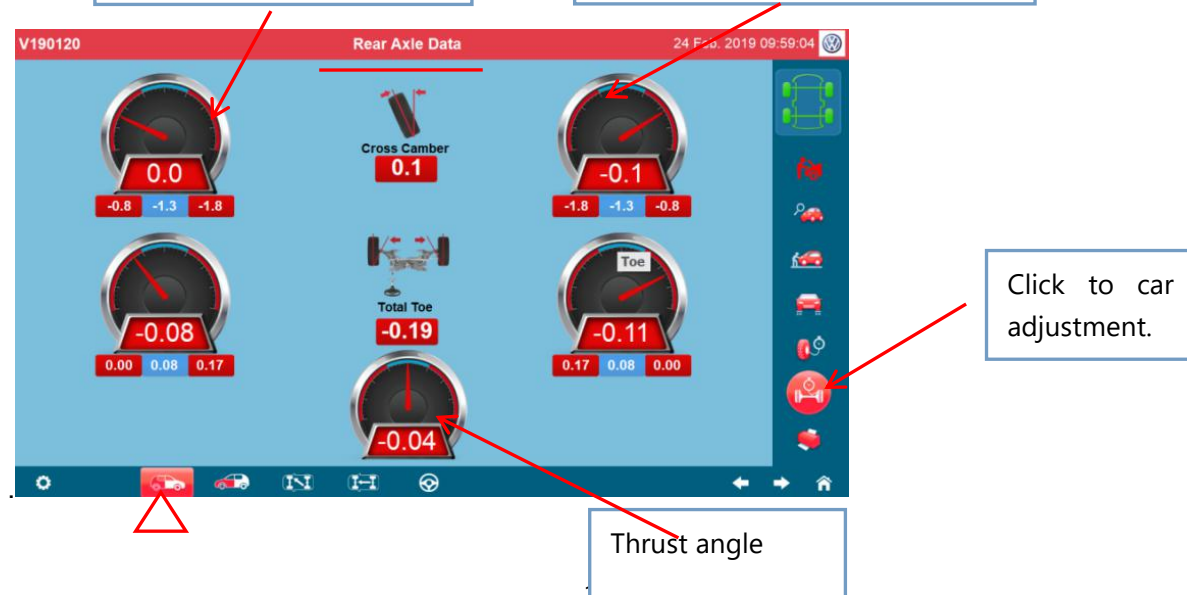 V190120 Rear Axle Data 24 Feb. 2019 09:59:04
Cross Camber
0.0 0.1 -0.1
-0.8 -1.3 -1.8 -1.8 -1.3 -0.8
Toe
Total Toe
-0.08 -0.19 -0.11
0.00 0.08 0.17 0.17 0.08 0.00
-0.04
Click to car
adjustment.
Thrust angle